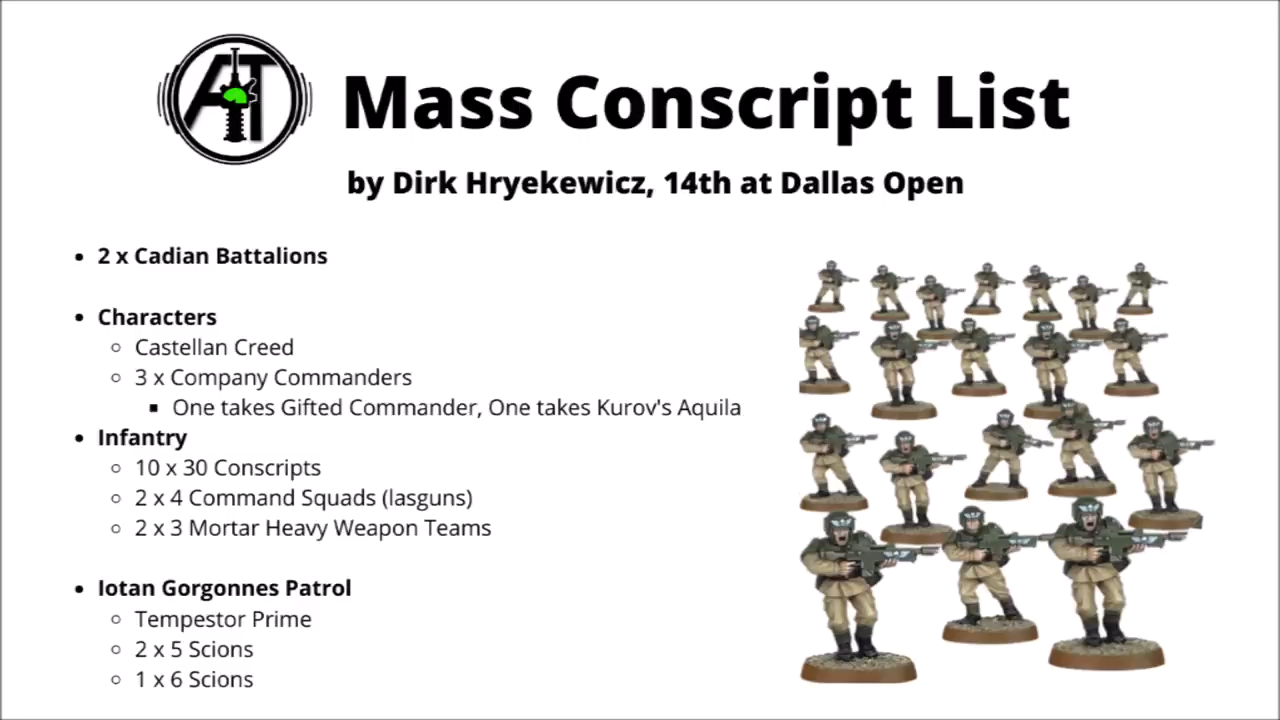 AT
Mass Conscript List
by Dirk Hryekewicz, 14th at Dallas Open
• 2 x Cadian Battalions
• Characters
○ Castellan Creed
○ 3 x Company Commanders
▪ One takes Gifted Commander, One takes Kurov's Aquila
• Infantry
○ 10 x 30 Conscripts
○ 2 x 4 Command Squads (lasguns)
○ 2 x 3 Mortar Heavy Weapon Teams
• Iotan Gorgonnes Patrol
○ Tempestor Prime
○ 2 x 5 Scions
○ 1 x 6 Scions